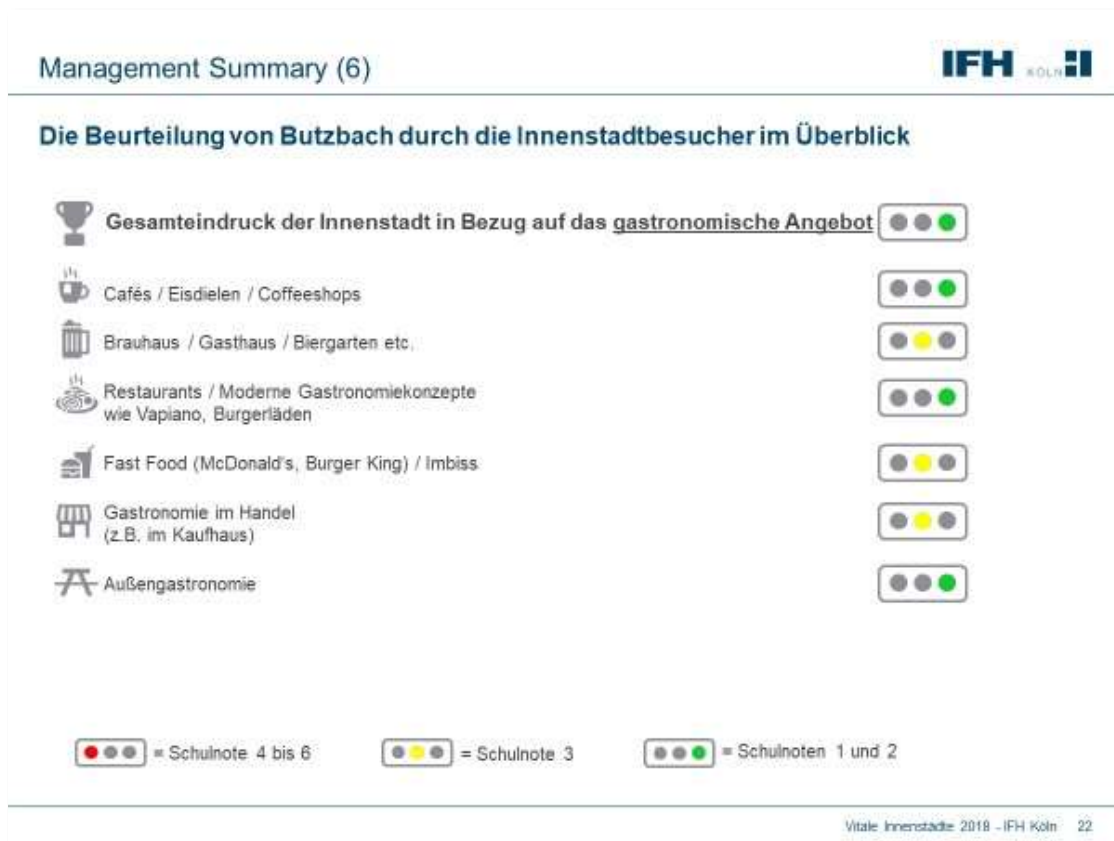 Management Summary (6)
IFH KÖLN
Die Beurteilung von Butzbach durch die Innenstadtbesucher im Überblick
Gesamteindruck der Innenstadt in Bezug auf das gastronomische Angebot
Cafés / Eisdielen / Coffeeshops
Brauhaus / Gasthaus / Biergarten etc.
Restaurants / Moderne Gastronomiekonzepte
wie Vapiano, Burgerläden
Fast Food (McDonald's, Burger King) / Imbiss
Gastronomie im Handel
(z.B. im Kaufhaus)
Außengastronomie
= Schulnote 4 bis 6
= Schulnote 3
= Schulnoten 1 und 2
Vitale Innenstädte 2018 - IFH Köln 22